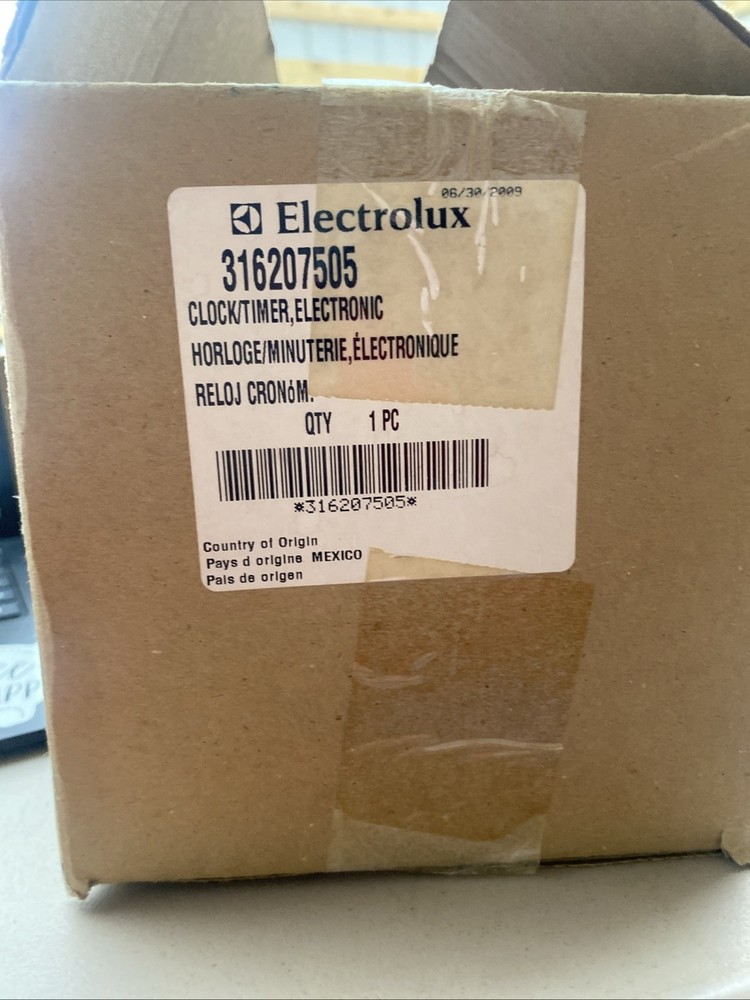 06/30/2009
Electrolux
316207505
CLOCK/TIMER,ELECTRONIC
HORLOGE/MINUTERIE,ÉLECTRONIQUE
RELOJ CRONóM.
QTY 1 PC
*316207505*
Country of Origin
Pays d origine MEXICO
Pais de origen